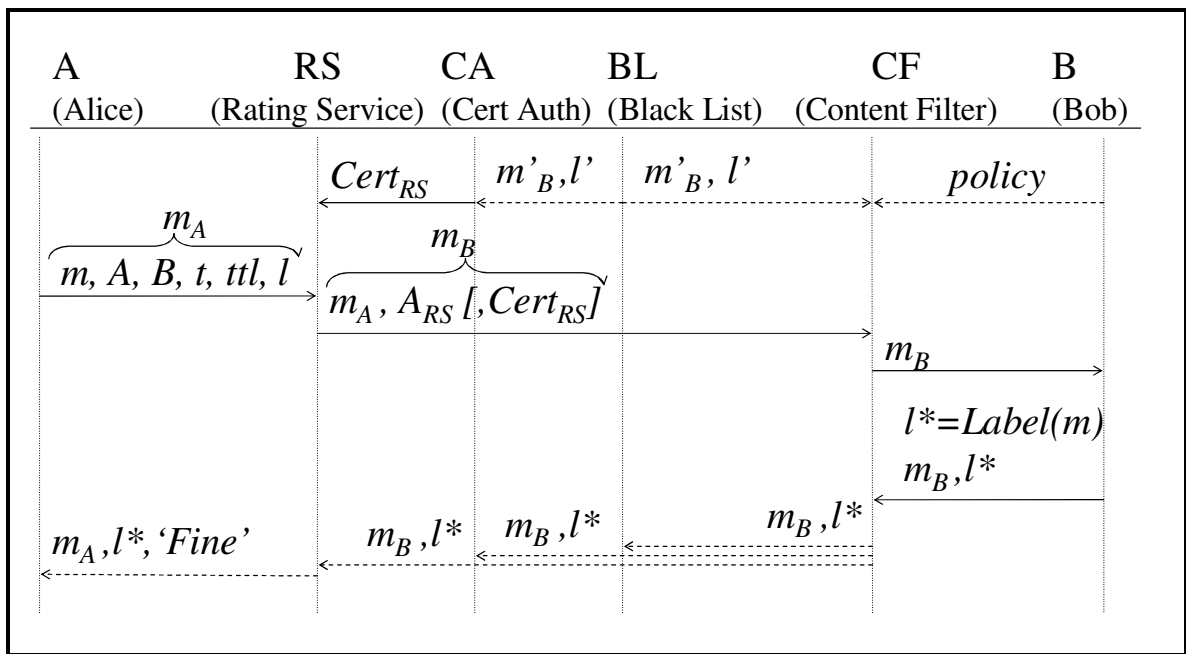 A RS CA BL CF B
(Alice) (Rating Service) (Cert Auth) (Black List) (Content Filter) (Bob)
Cert_RS m'_B,l' m'_B, l' policy
m_A
m, A, B, t, ttl, l
m_B
m_A, A_RS [,Cert_RS]
m_B
l*=Label(m)
m_B,l*
m_B,l*
m_B,l*
m_B,l*
m_A,l*,‘Fine’